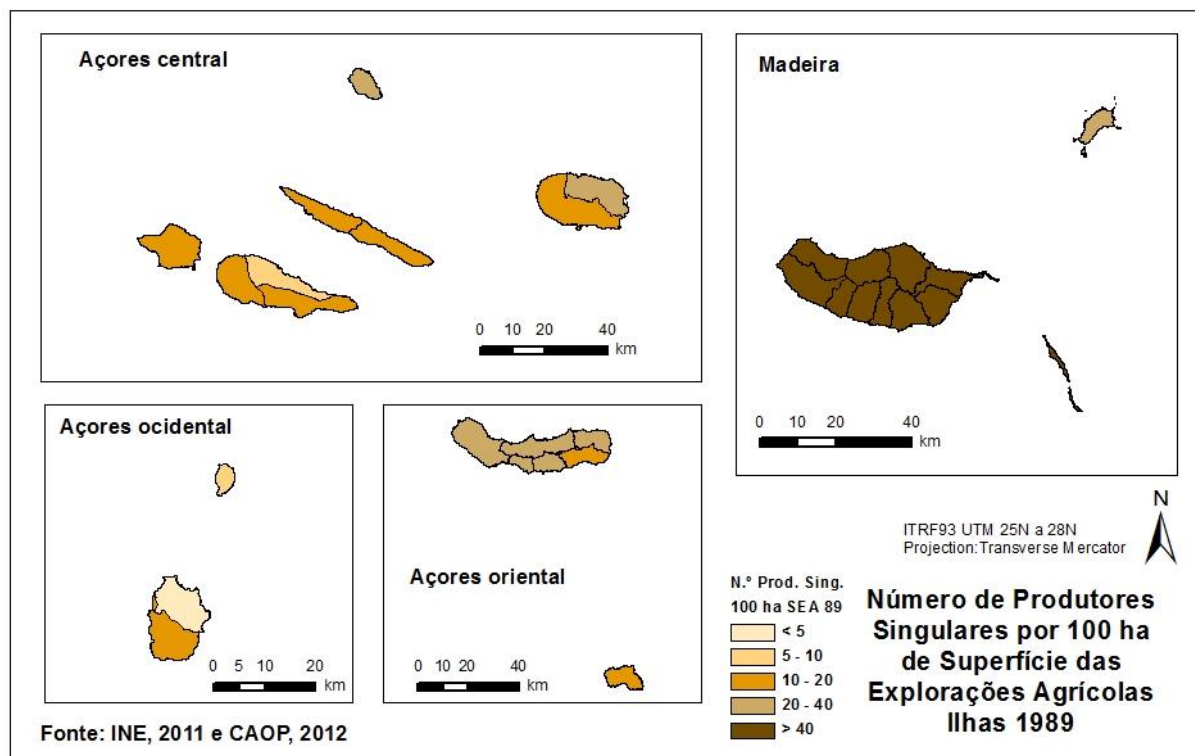 Açores central
0 10 20 40
km
Madeira
0 10 20 40
km
Açores ocidental
0 5 10 20
km
Açores oriental
0 10 20 40
km
N
ITRF93 UTM 25N a 28N
Projection:Transverse Mercator
N.º Prod. Sing.
100 ha SEA 89
< 5
5 - 10
10 - 20
20 - 40
> 40
Número de Produtores
Singulares por 100 ha
de Superfície das
Explorações Agrícolas
Ilhas 1989
Fonte: INE, 2011 e CAOP, 2012